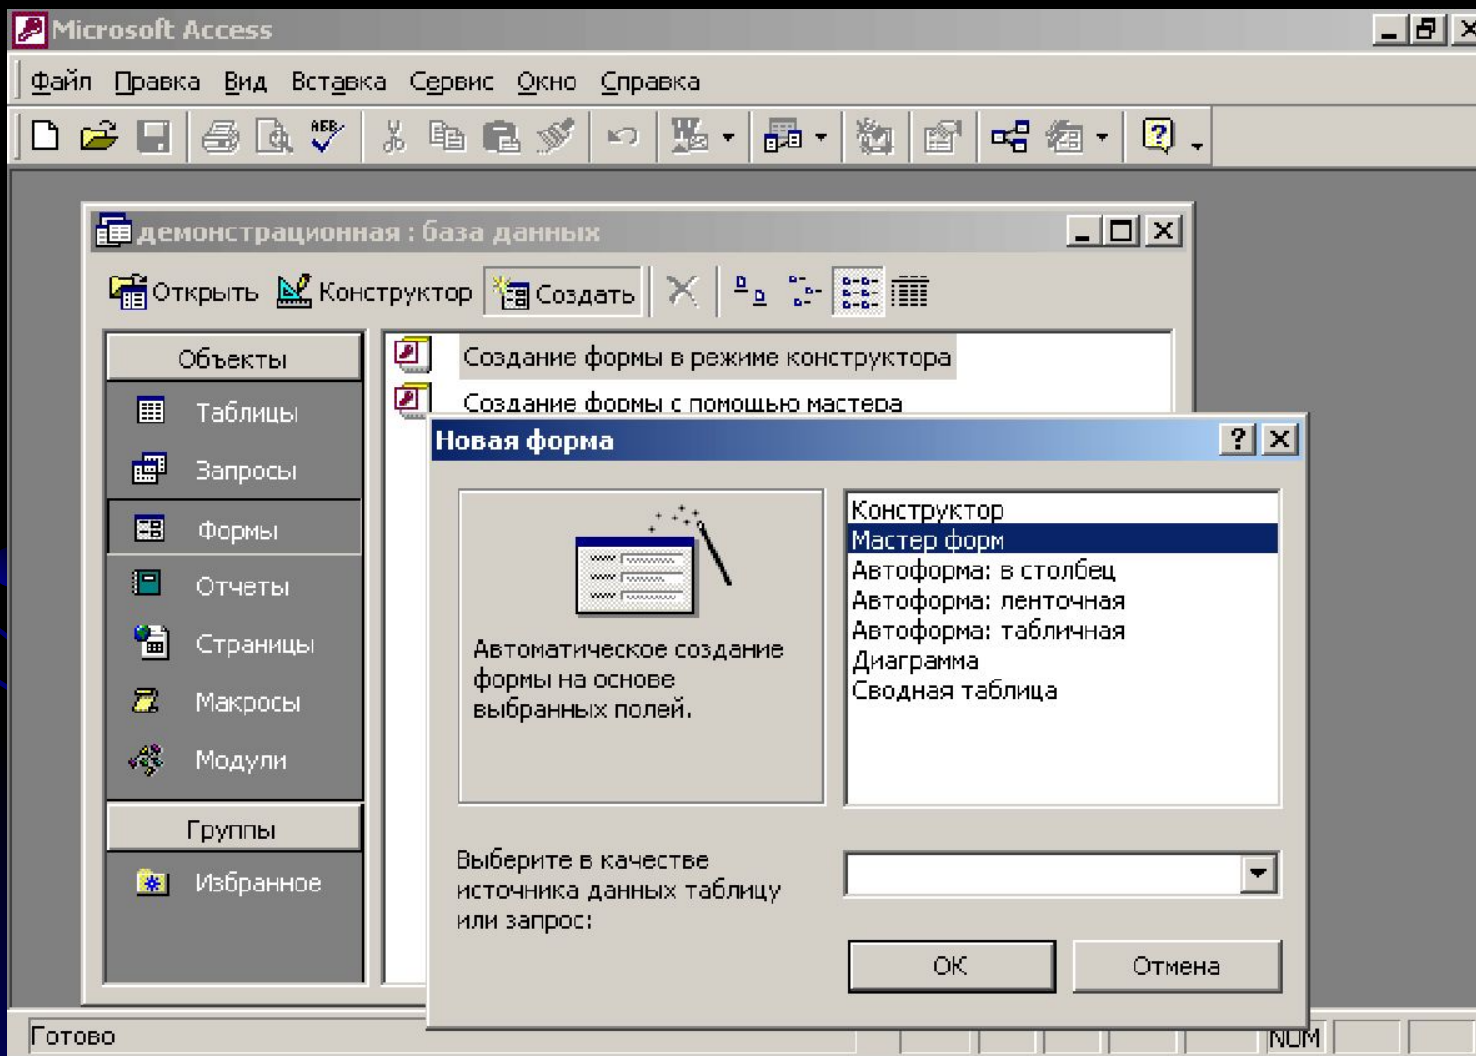 Microsoft Access
Файл Правка Вид Вставка Сервис Окно Справка
демонстрационная : база данных
Открыть Конструктор Создать
Объекты
Таблицы
Запросы
Формы
Отчеты
Страницы
Макросы
Модули
Группы
Избранное
Создание формы в режиме конструктора
Создание формы с помощью мастера
Новая форма
Автоматическое создание
формы на основе
выбранных полей.
Конструктор
Мастер форм
Автоформа: в столбец
Автоформа: ленточная
Автоформа: табличная
Диаграмма
Сводная таблица
Выберите в качестве
источника данных таблицу
или запрос:
ОК Отмена
Готово NUM